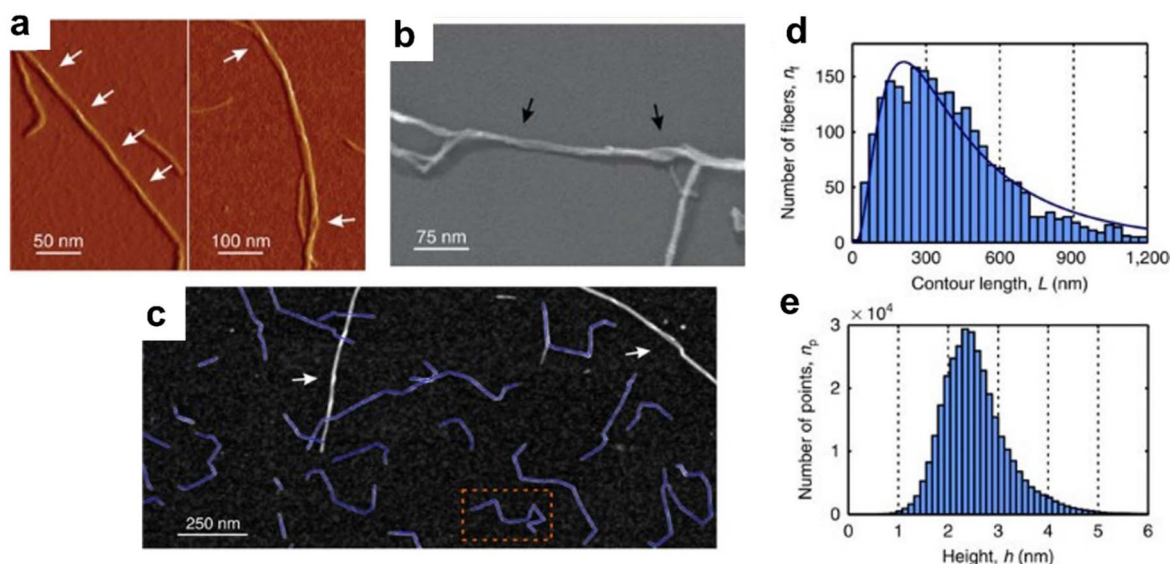 a
50 nm
100 nm
b
75 nm
c
250 nm
d
Number of fibers, nf
150
100
50
0
0 300 600 900 1,200
Contour length, L (nm)
e
× 10⁴
Number of points, np
3
2
1
0
0 1 2 3 4 5 6
Height, h (nm)